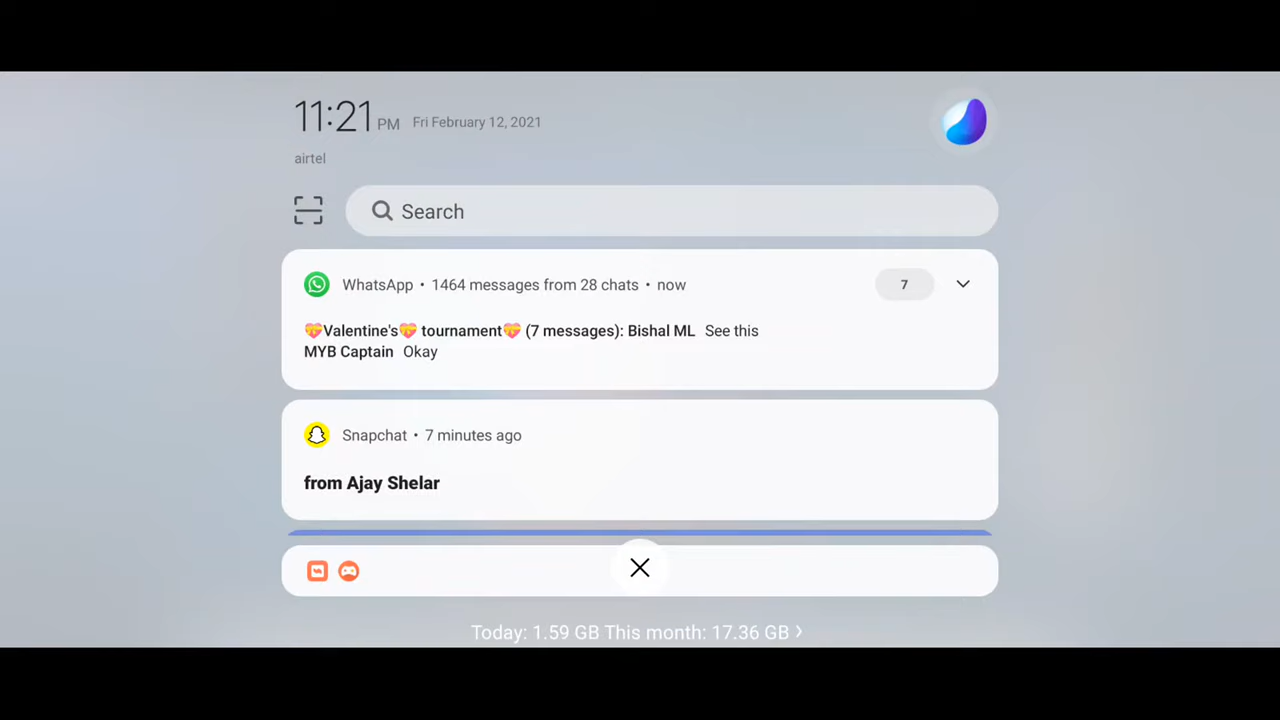 11:21 PM Fri February 12, 2021
airtel
Search
WhatsApp • 1464 messages from 28 chats • now 7
💝Valentine's💝 tournament💝 (7 messages): Bishal ML See this
MYB Captain Okay
Snapchat • 7 minutes ago
from Ajay Shelar
Today: 1.59 GB This month: 17.36 GB >